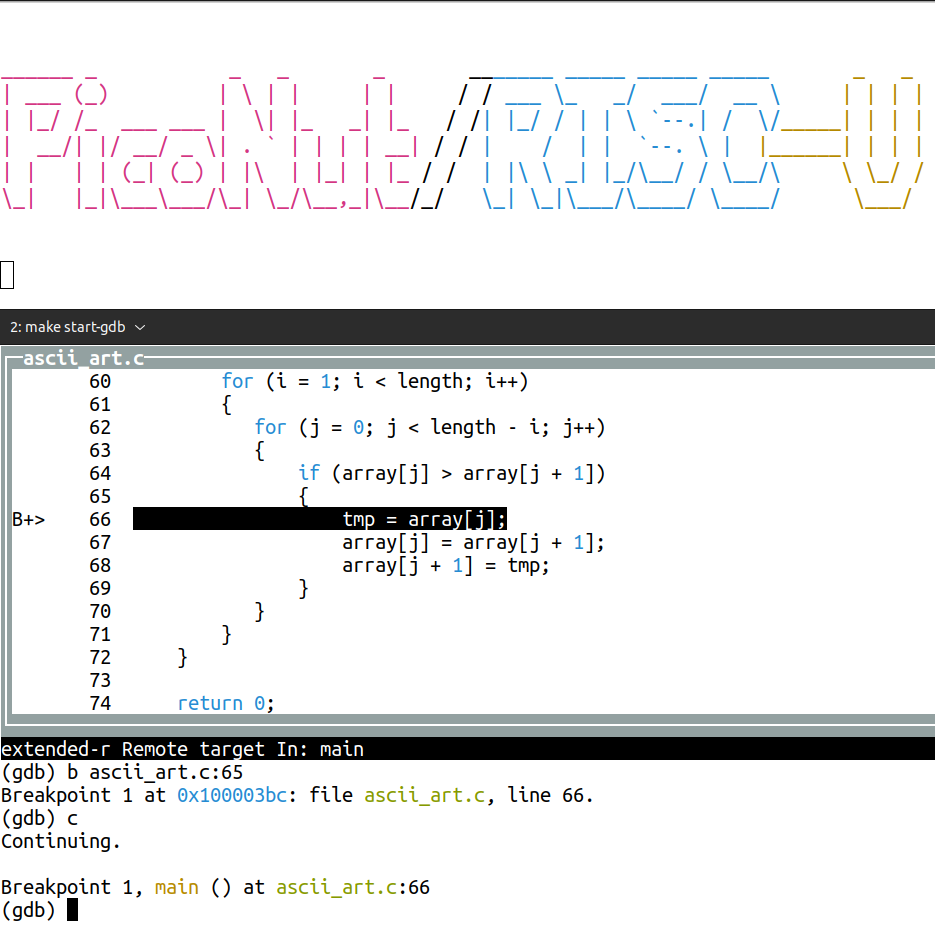 PicoNut/RISC-V
2: make start-gdb
ascii_art.c
60 for (i = 1; i < length; i++)
61 {
62 for (j = 0; j < length - i; j++)
63 {
64 if (array[j] > array[j + 1])
65 {
B+> 66 tmp = array[j];
67 array[j] = array[j + 1];
68 array[j + 1] = tmp;
69 }
70 }
71 }
72 }
73
74 return 0;
extended-r Remote target In: main
(gdb) b ascii_art.c:65
Breakpoint 1 at 0x100003bc: file ascii_art.c, line 66.
(gdb) c
Continuing.
Breakpoint 1, main () at ascii_art.c:66
(gdb)